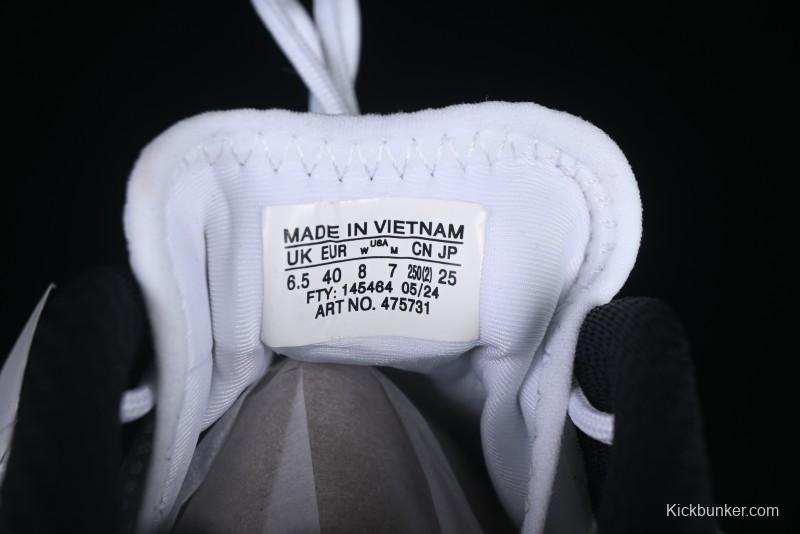 MADE IN VIETNAM
UK EUR W USA M CN JP
6.5 40 8 7 250(2) 25
FTY: 145464 05/24
ART NO. 475731
Kickbunker.com